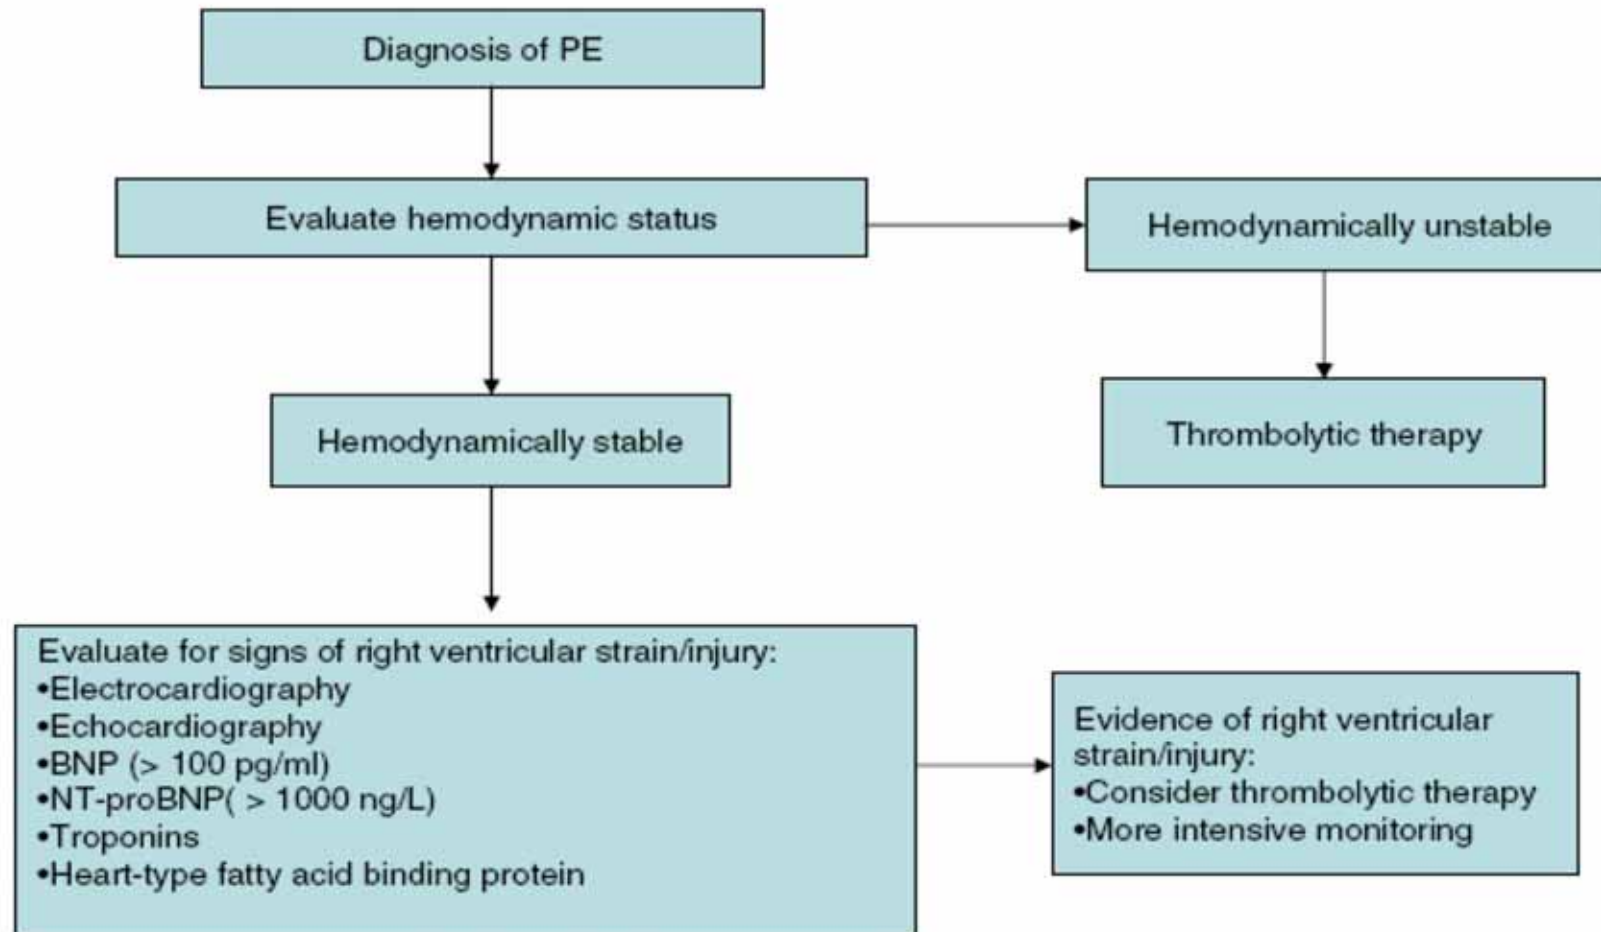 Diagnosis of PE
Evaluate hemodynamic status
Hemodynamically unstable
Thrombolytic therapy
Hemodynamically stable
Evaluate for signs of right ventricular strain/injury:
•Electrocardiography
•Echocardiography
•BNP (> 100 pg/ml)
•NT-proBNP( > 1000 ng/L)
•Troponins
•Heart-type fatty acid binding protein
Evidence of right ventricular
strain/injury:
•Consider thrombolytic therapy
•More intensive monitoring